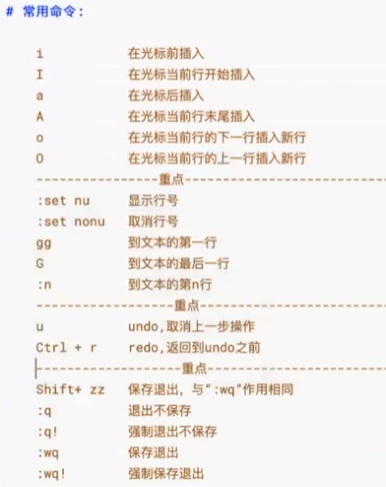 # 常用命令:
i 在光标前插入
I 在光标当前行开始插入
a 在光标后插入
A 在光标当前行末尾插入
o 在光标当前行的下一行插入新行
O 在光标当前行的上一行插入新行
----------------重点-----------------------
:set nu 显示行号
:set nonu 取消行号
gg 到文本的第一行
G 到文本的最后一行
:n 到文本的第n行
------------------重点---------------------
u undo,取消上一步操作
Ctrl + r redo,返回到undo之前
-------------------重点--------------------
Shift+ zz 保存退出，与“:wq”作用相同
:q 退出不保存
:q! 强制退出不保存
:wq 保存退出
:wq! 强制保存退出